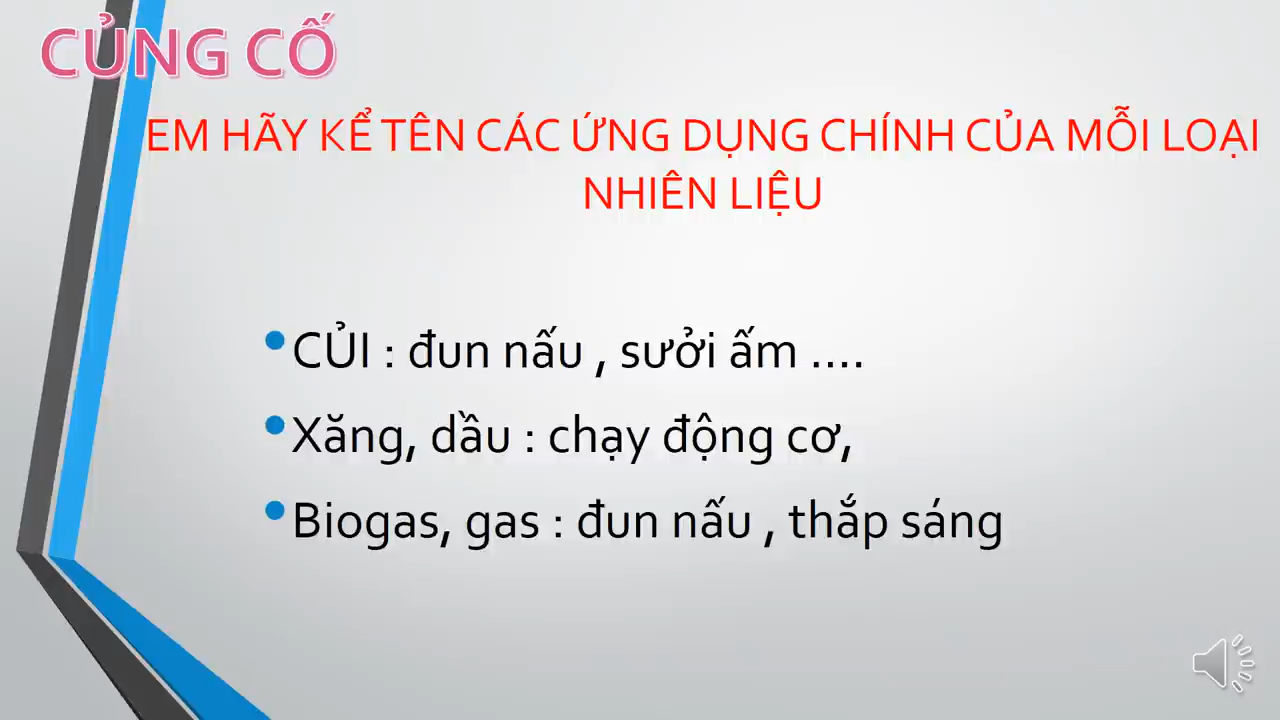 CỦNG CỐ
EM HÃY KỂ TÊN CÁC ỨNG DỤNG CHÍNH CỦA MỖI LOẠI
NHIÊN LIỆU
•CỦI : đun nấu , sưởi ấm ....
•Xăng, dầu : chạy động cơ,
•Biogas, gas : đun nấu , thắp sáng